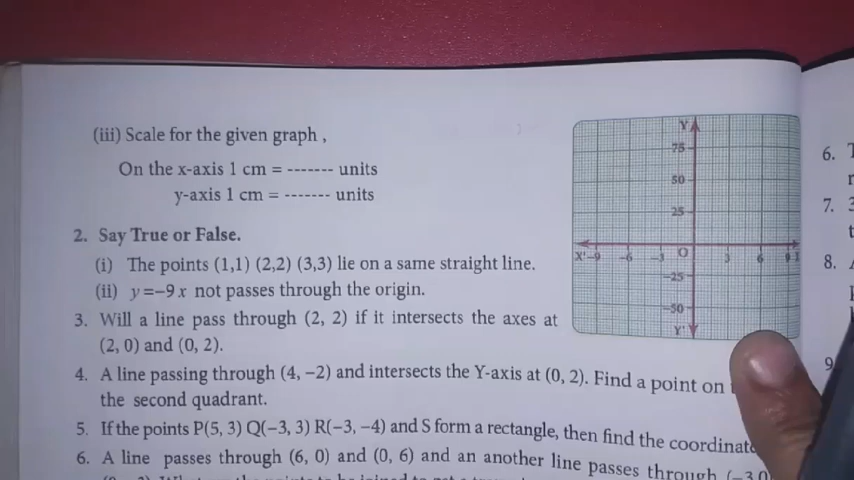 (iii) Scale for the given graph ,
On the x-axis 1 cm = ------- units
y-axis 1 cm = ------- units
2. Say True or False.
(i) The points (1,1) (2,2) (3,3) lie on a same straight line.
(ii) y=–9x not passes through the origin.
3. Will a line pass through (2, 2) if it intersects the axes at
(2, 0) and (0, 2).
4. A line passing through (4, –2) and intersects the Y-axis at (0, 2). Find a point on
the second quadrant.
5. If the points P(5, 3) Q(–3, 3) R(–3, –4) and S form a rectangle, then find the
6. A line passes through (6, 0) and (0, 6) and an another line passes through (–3,0)
Y
75
50
25
X' –9 –6 –3 O 3 6 9
–25
–50
Y'
6.
7.
8.
9